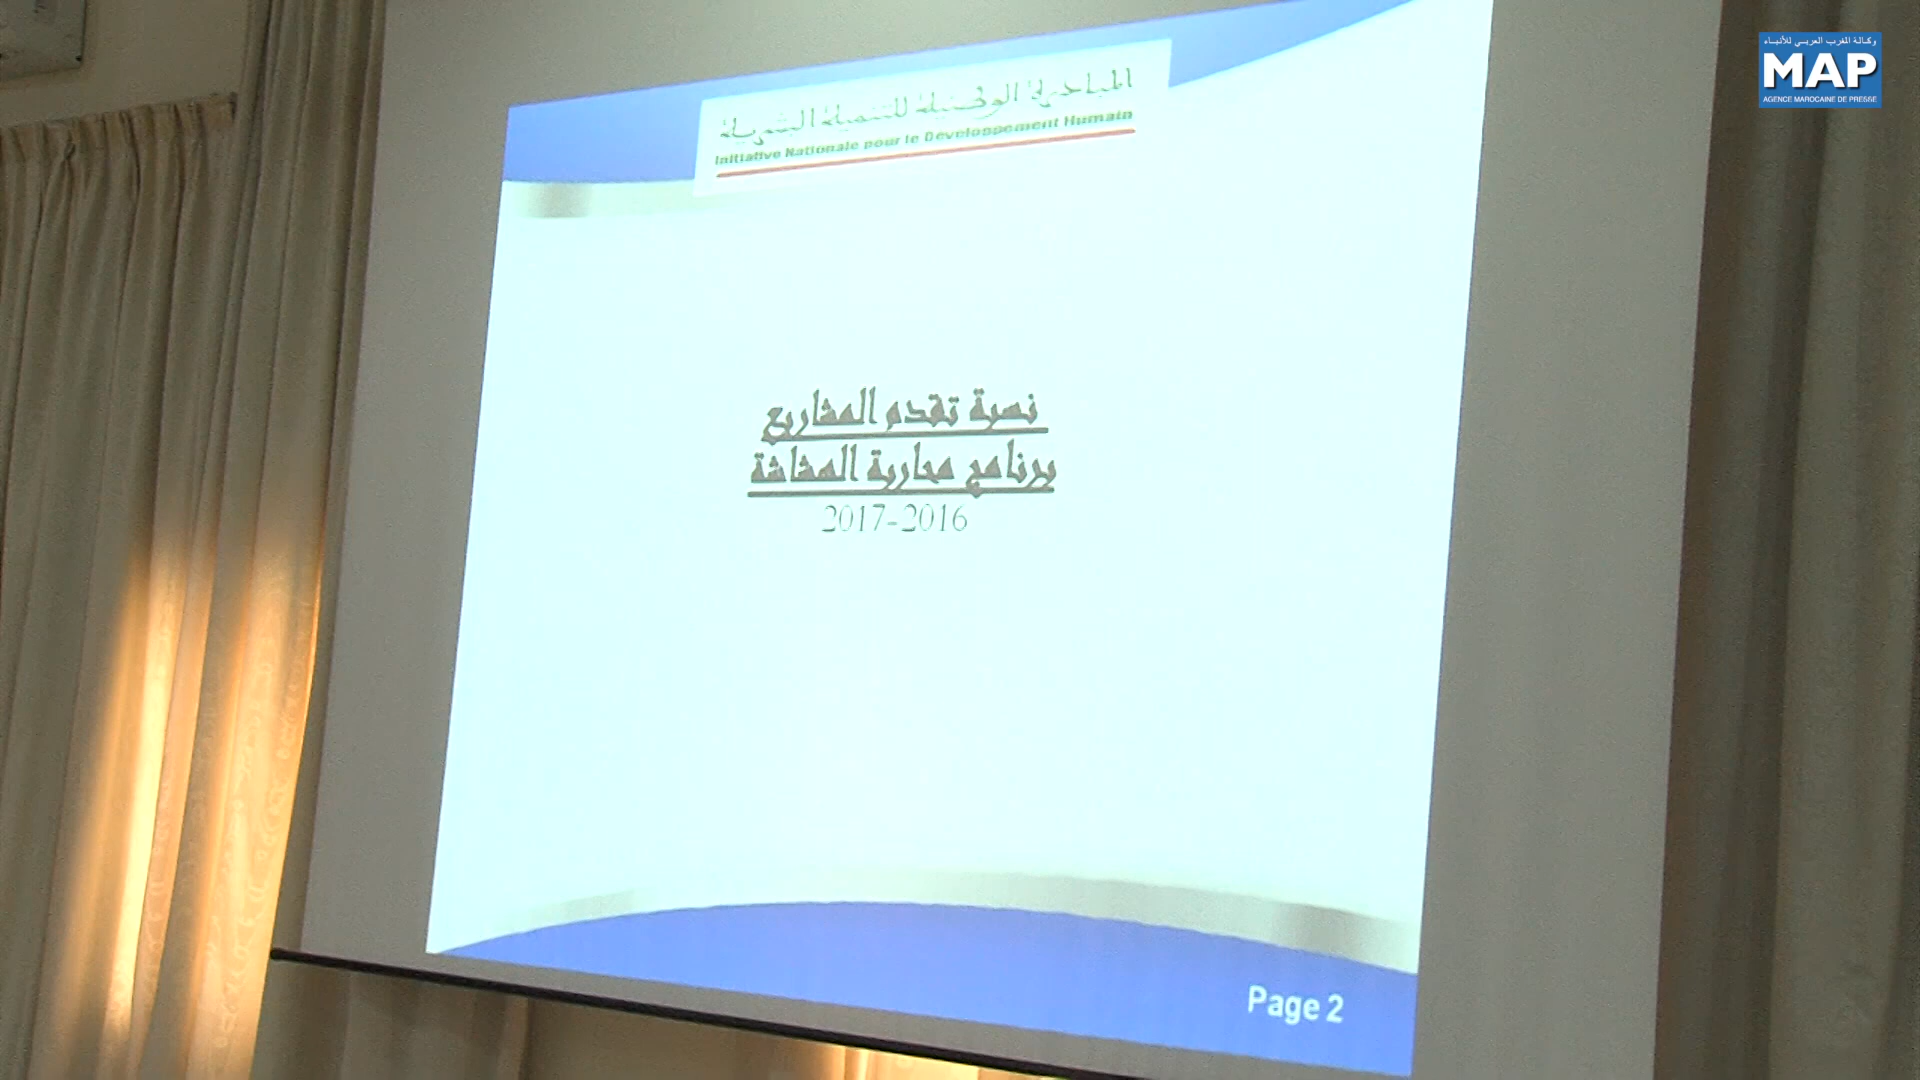 وكالة المغرب العربي للأنباء
MAP
AGENCE MAROCAINE DE PRESSE
المبادرة الوطنية للتنمية البشرية
Initiative Nationale pour le Développement Humain
نسبة تقدم المشاريع
برنامج محاربة الهشاشة
2017-2016
Page 2